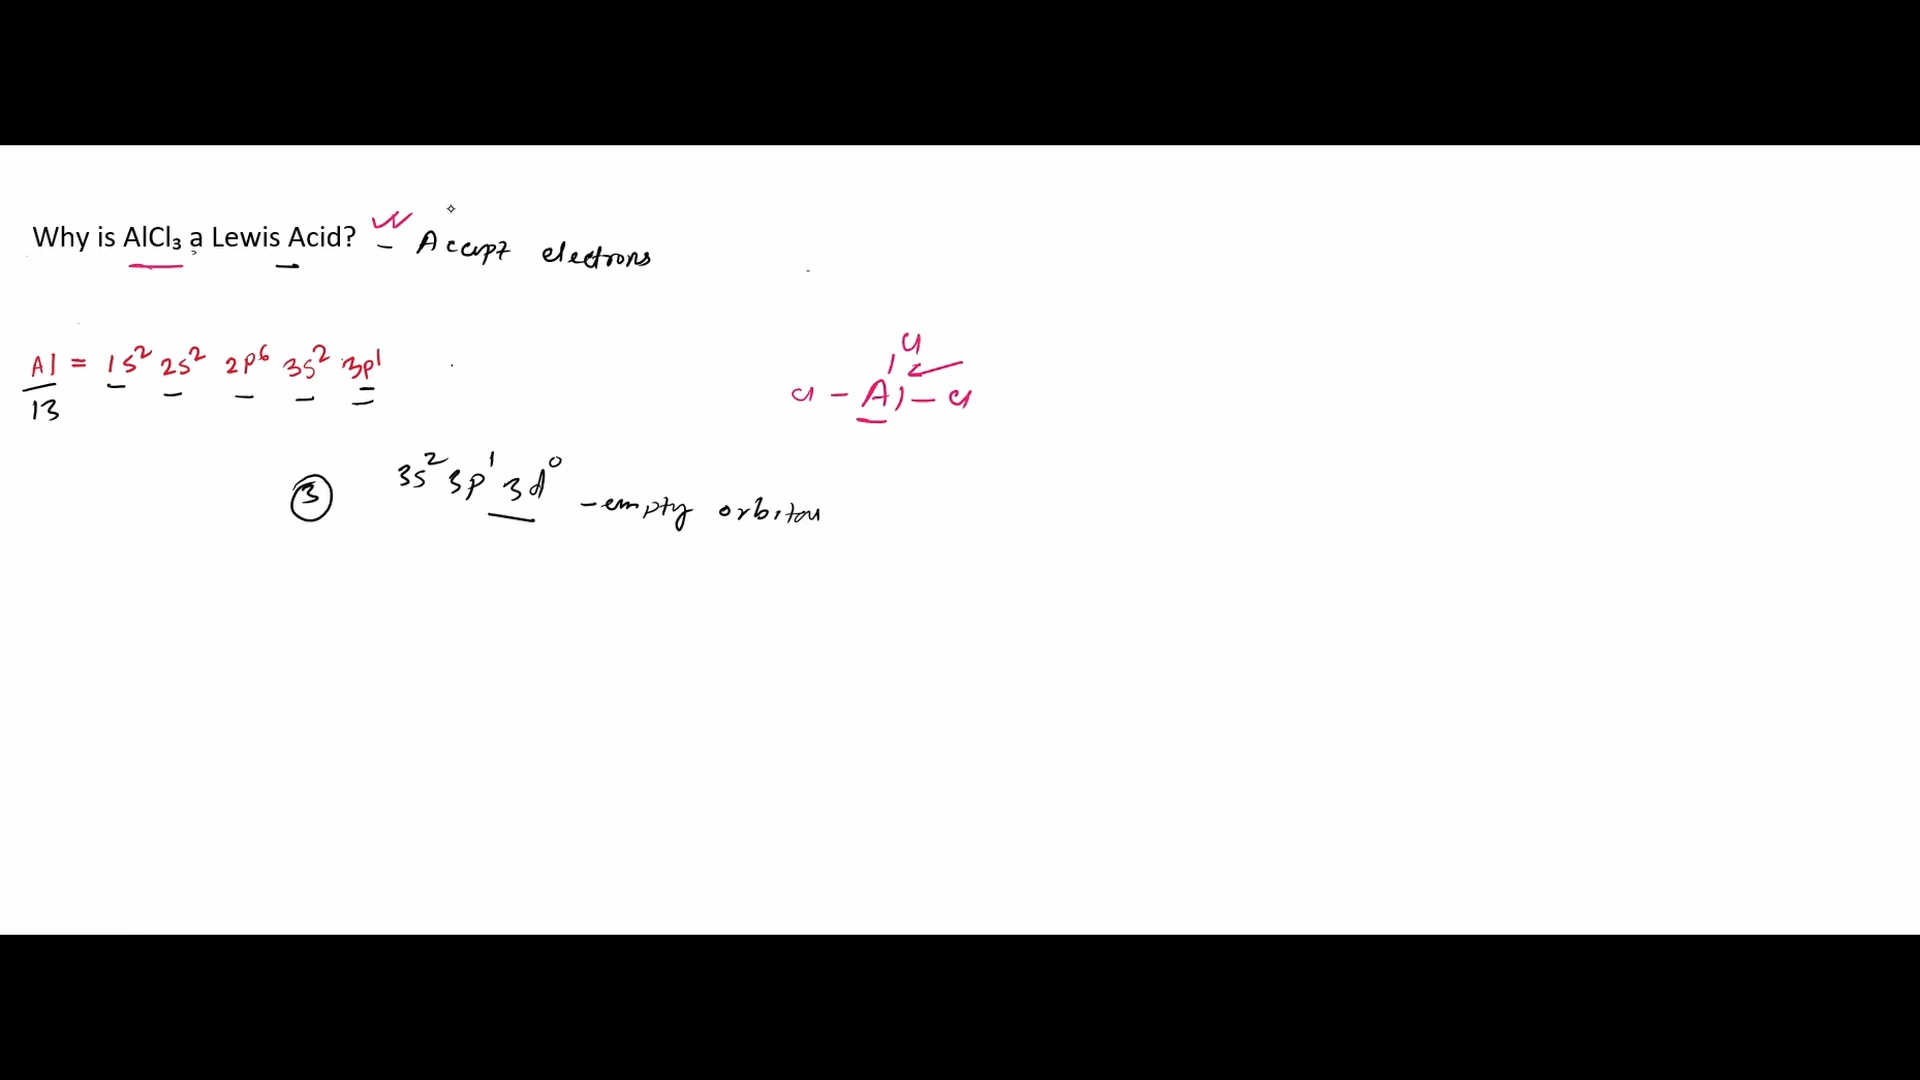 Why is AlCl₃ a Lewis Acid? - Accept electrons
Cl
Al = 1s² 2s² 2p⁶ 3s² 3p¹
Cl - Al - Cl
13
③ 3s² 3p¹ 3d⁰ - empty